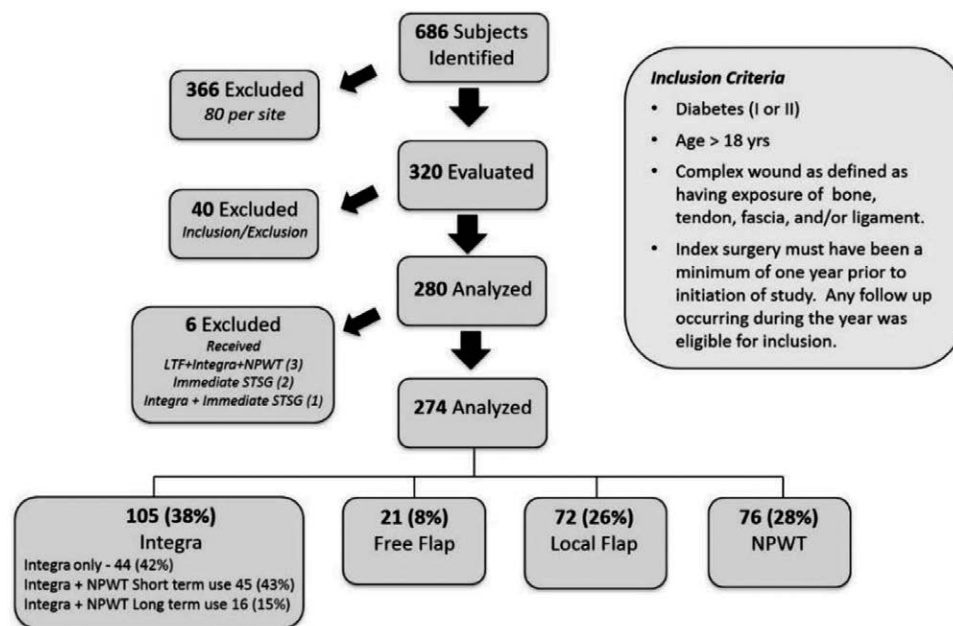 686 Subjects
Identified
366 Excluded
80 per site
320 Evaluated
40 Excluded
Inclusion/Exclusion
280 Analyzed
6 Excluded
Received
LTF+Integra+NPWT (3)
Immediate STSG (2)
Integra + Immediate STSG (1)
274 Analyzed
105 (38%)
Integra
Integra only - 44 (42%)
Integra + NPWT Short term use 45 (43%)
Integra + NPWT Long term use 16 (15%)
21 (8%)
Free Flap
72 (26%)
Local Flap
76 (28%)
NPWT
Inclusion Criteria
• Diabetes (I or II)
• Age > 18 yrs
• Complex wound as defined as
having exposure of bone,
tendon, fascia, and/or ligament.
• Index surgery must have been a
minimum of one year prior to
initiation of study. Any follow up
occurring during the year was
eligible for inclusion.